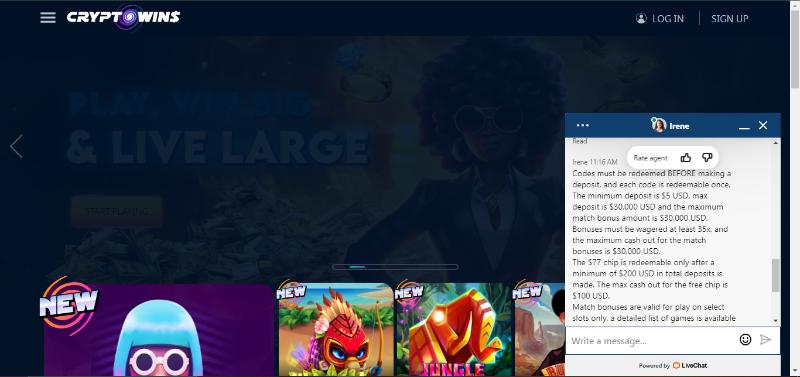 CRYPTOWIN$
LOG IN
SIGN UP
PLAY, WIN BIG
& LIVE LARGE
START PLAYING
NEW
NEW
NEW
NEW
JUNGLE
Irene
Read
Irene 11:16 AM
Rate agent
Codes must be redeemed BEFORE making a
deposit, and each code is redeemable once.
The minimum deposit is $5 USD, max
deposit is $30,000 USD and the maximum
match bonus amount is $30,000 USD.
Bonuses must be wagered at least 35x, and
the maximum cash out for the match
bonuses is $30,000 USD.
The $77 chip is redeemable only after a
minimum of $200 USD in total deposits is
made. The max cash out for the free chip is
$100 USD.
Match bonuses are valid for play on select
slots only, a detailed list of games is available
Write a message...
Powered by LiveChat